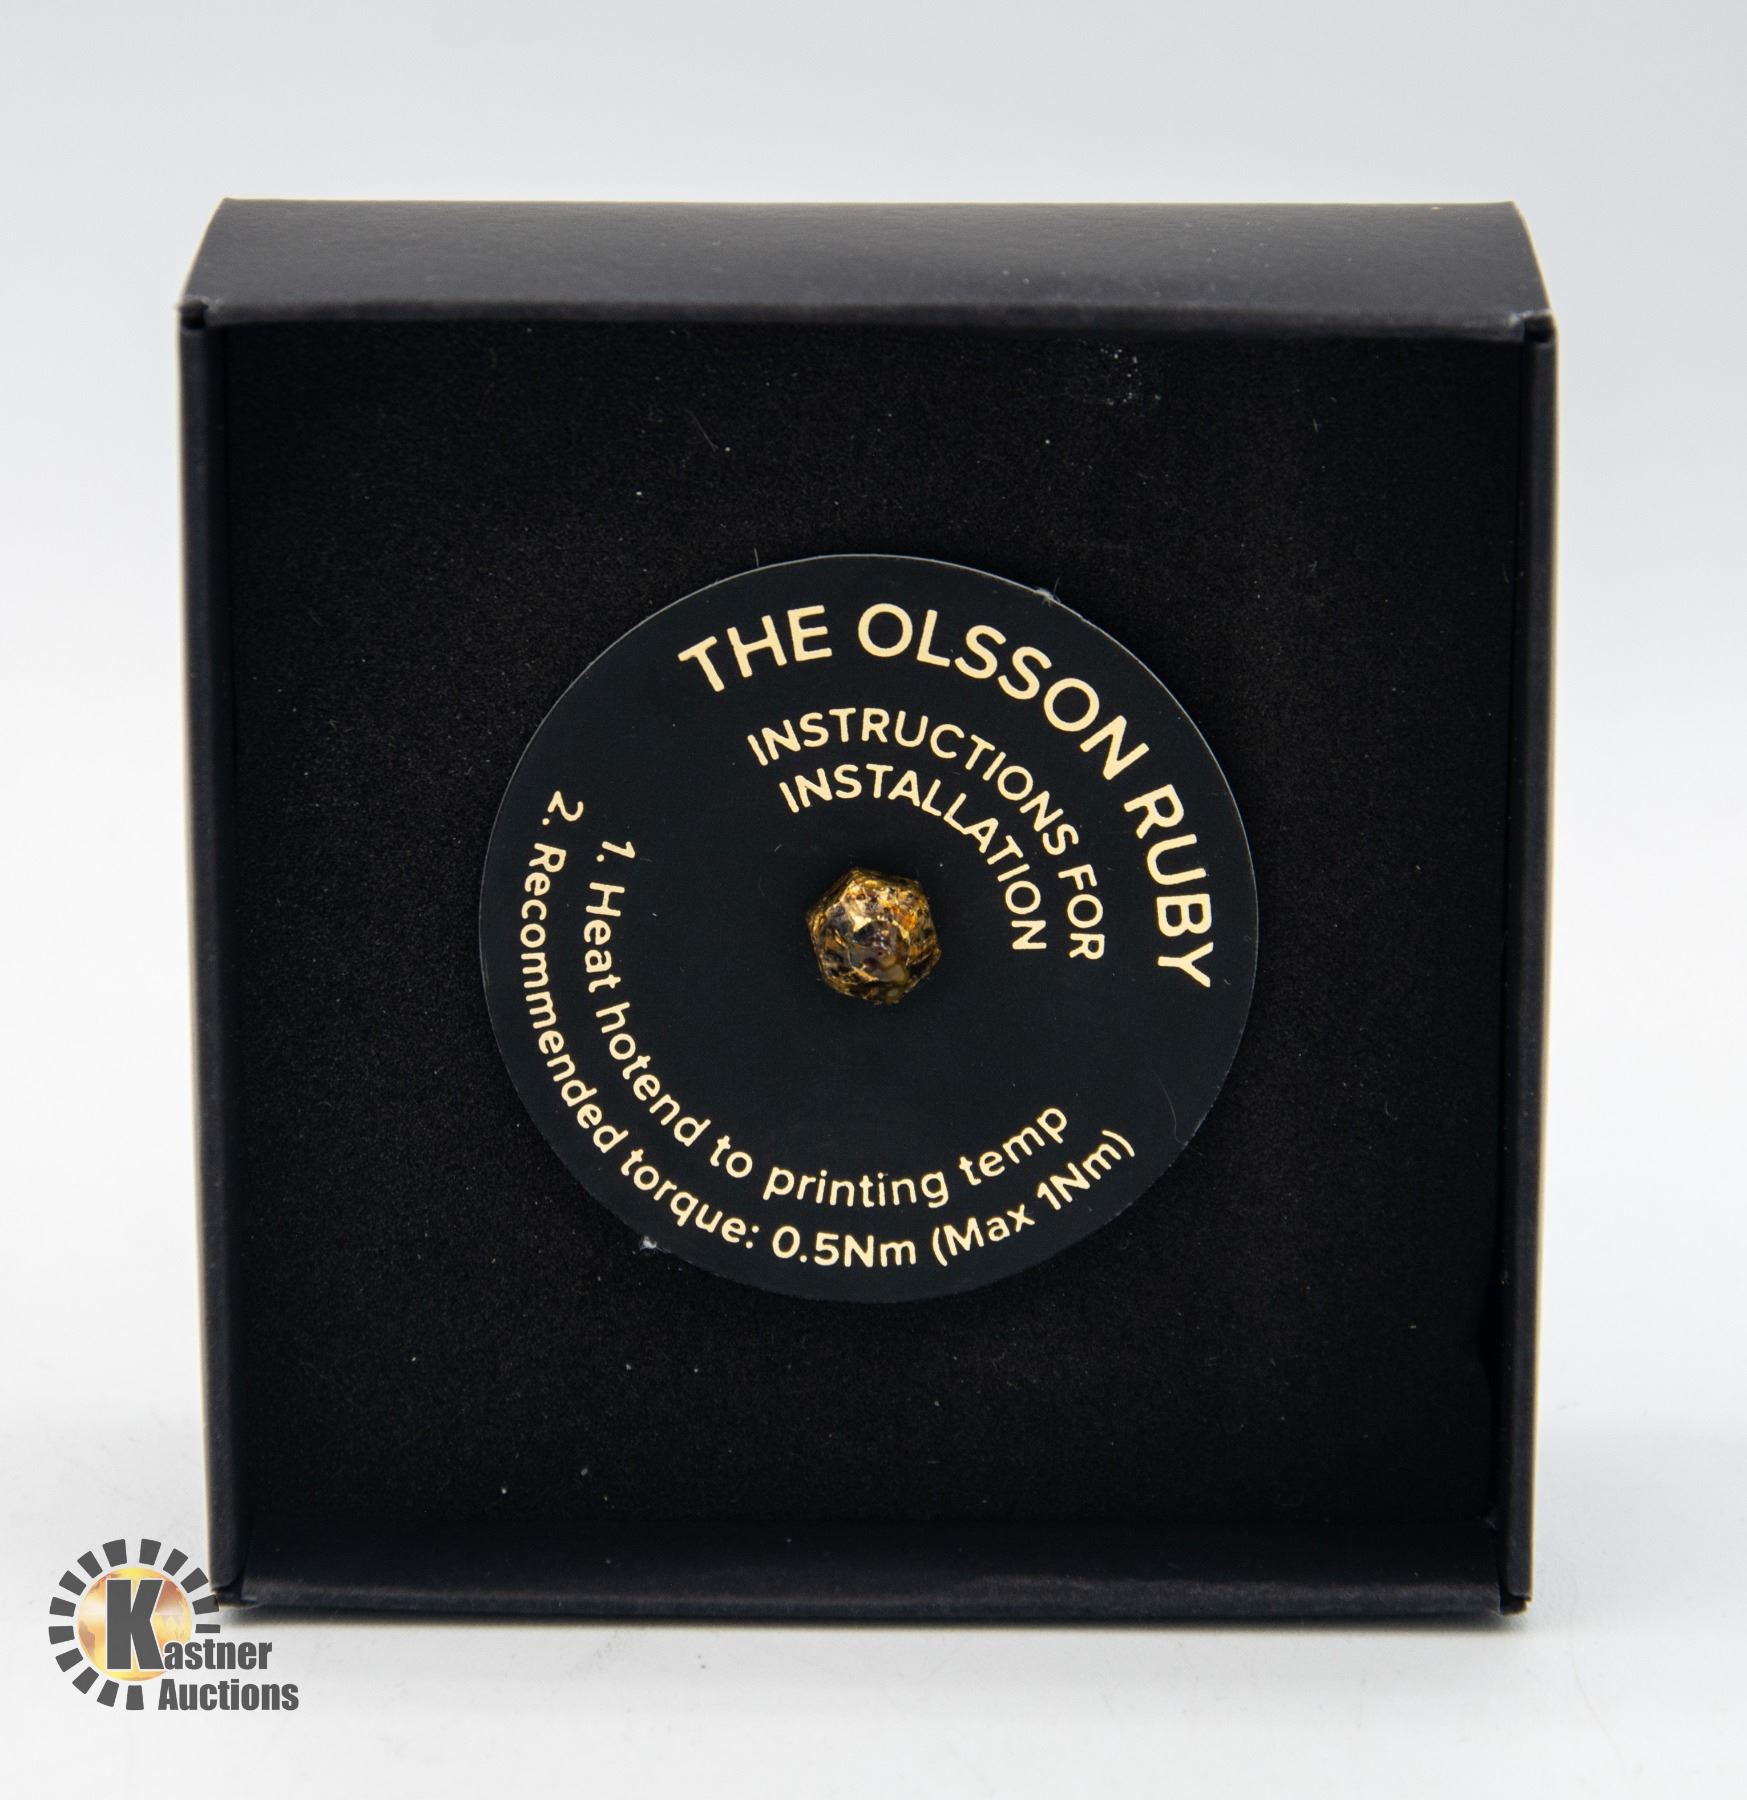 THE OLSSON RUBY
INSTRUCTIONS FOR
INSTALLATION
1. Heat hotend to printing temp
2. Recommended torque: 0.5Nm (Max 1Nm)
Kastner
Auctions